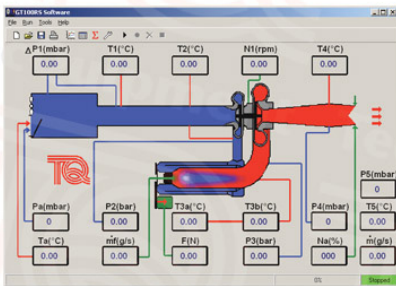 "GT100RS Software
File Run Tools Help
Δ P1(mbar) T1(°C) T2(°C) N1(rpm) T4(°C)
0.00 0.00 0.00 0.00 0.00
TQ
P5(mbar)
0
Pa(mbar) P2(bar) T3a(°C) T3b(°C) P4(mbar) T5(°C)
0 0.00 0.00 0.00 0 0.00
Ta(°C) ṁf(g/s) F(N) P3(bar) Na(%) ṁ(g/s)
0.00 0.00 0.00 0.00 000 0.00
0% Stopped